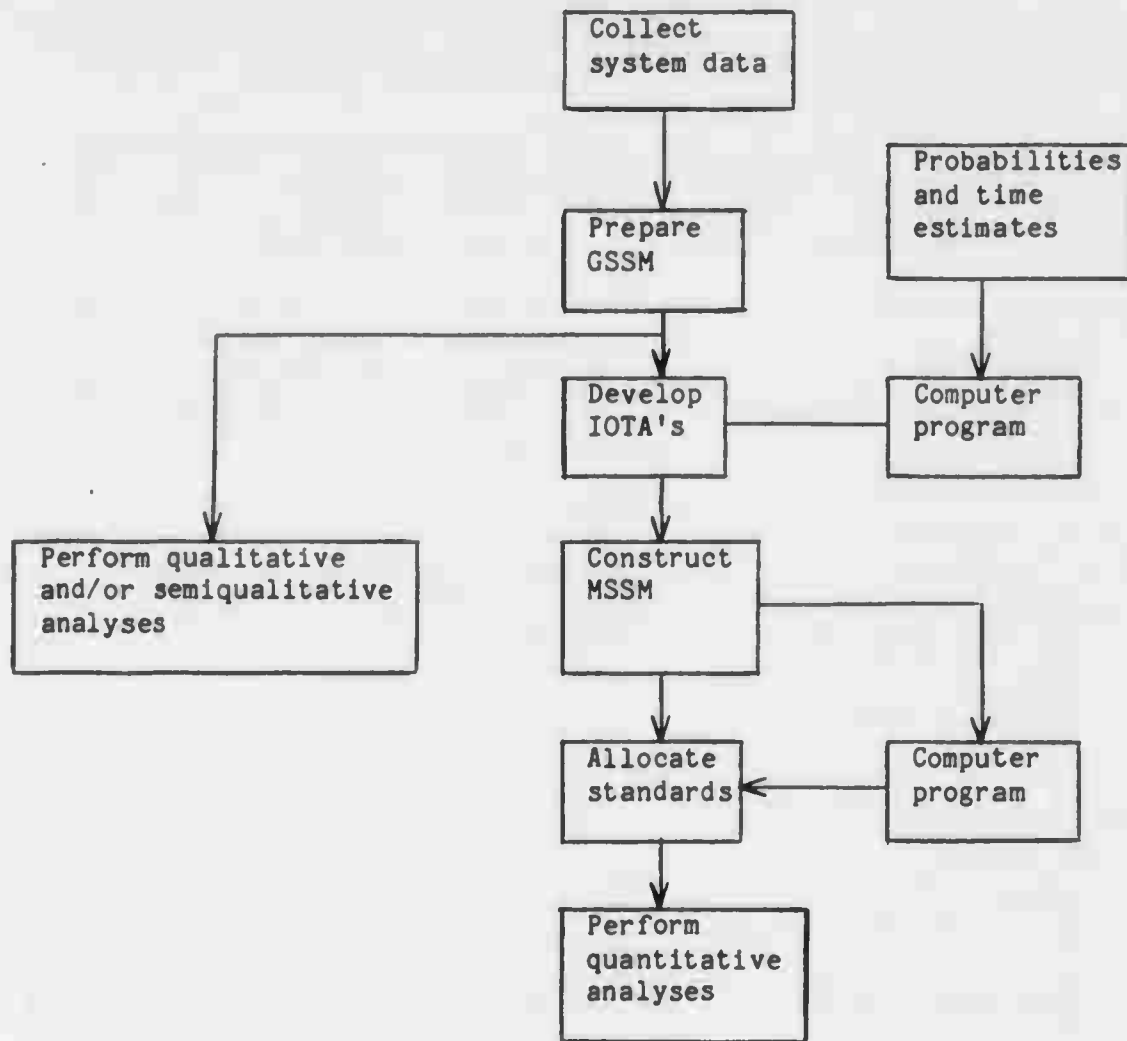 Collect
system data
Probabilities
and time
estimates
Prepare
GSSM
Develop
IOTA's
Computer
program
Perform qualitative
and/or semiqualitative
analyses
Construct
MSSM
Allocate
standards
Computer
program
Perform
quantitative
analyses